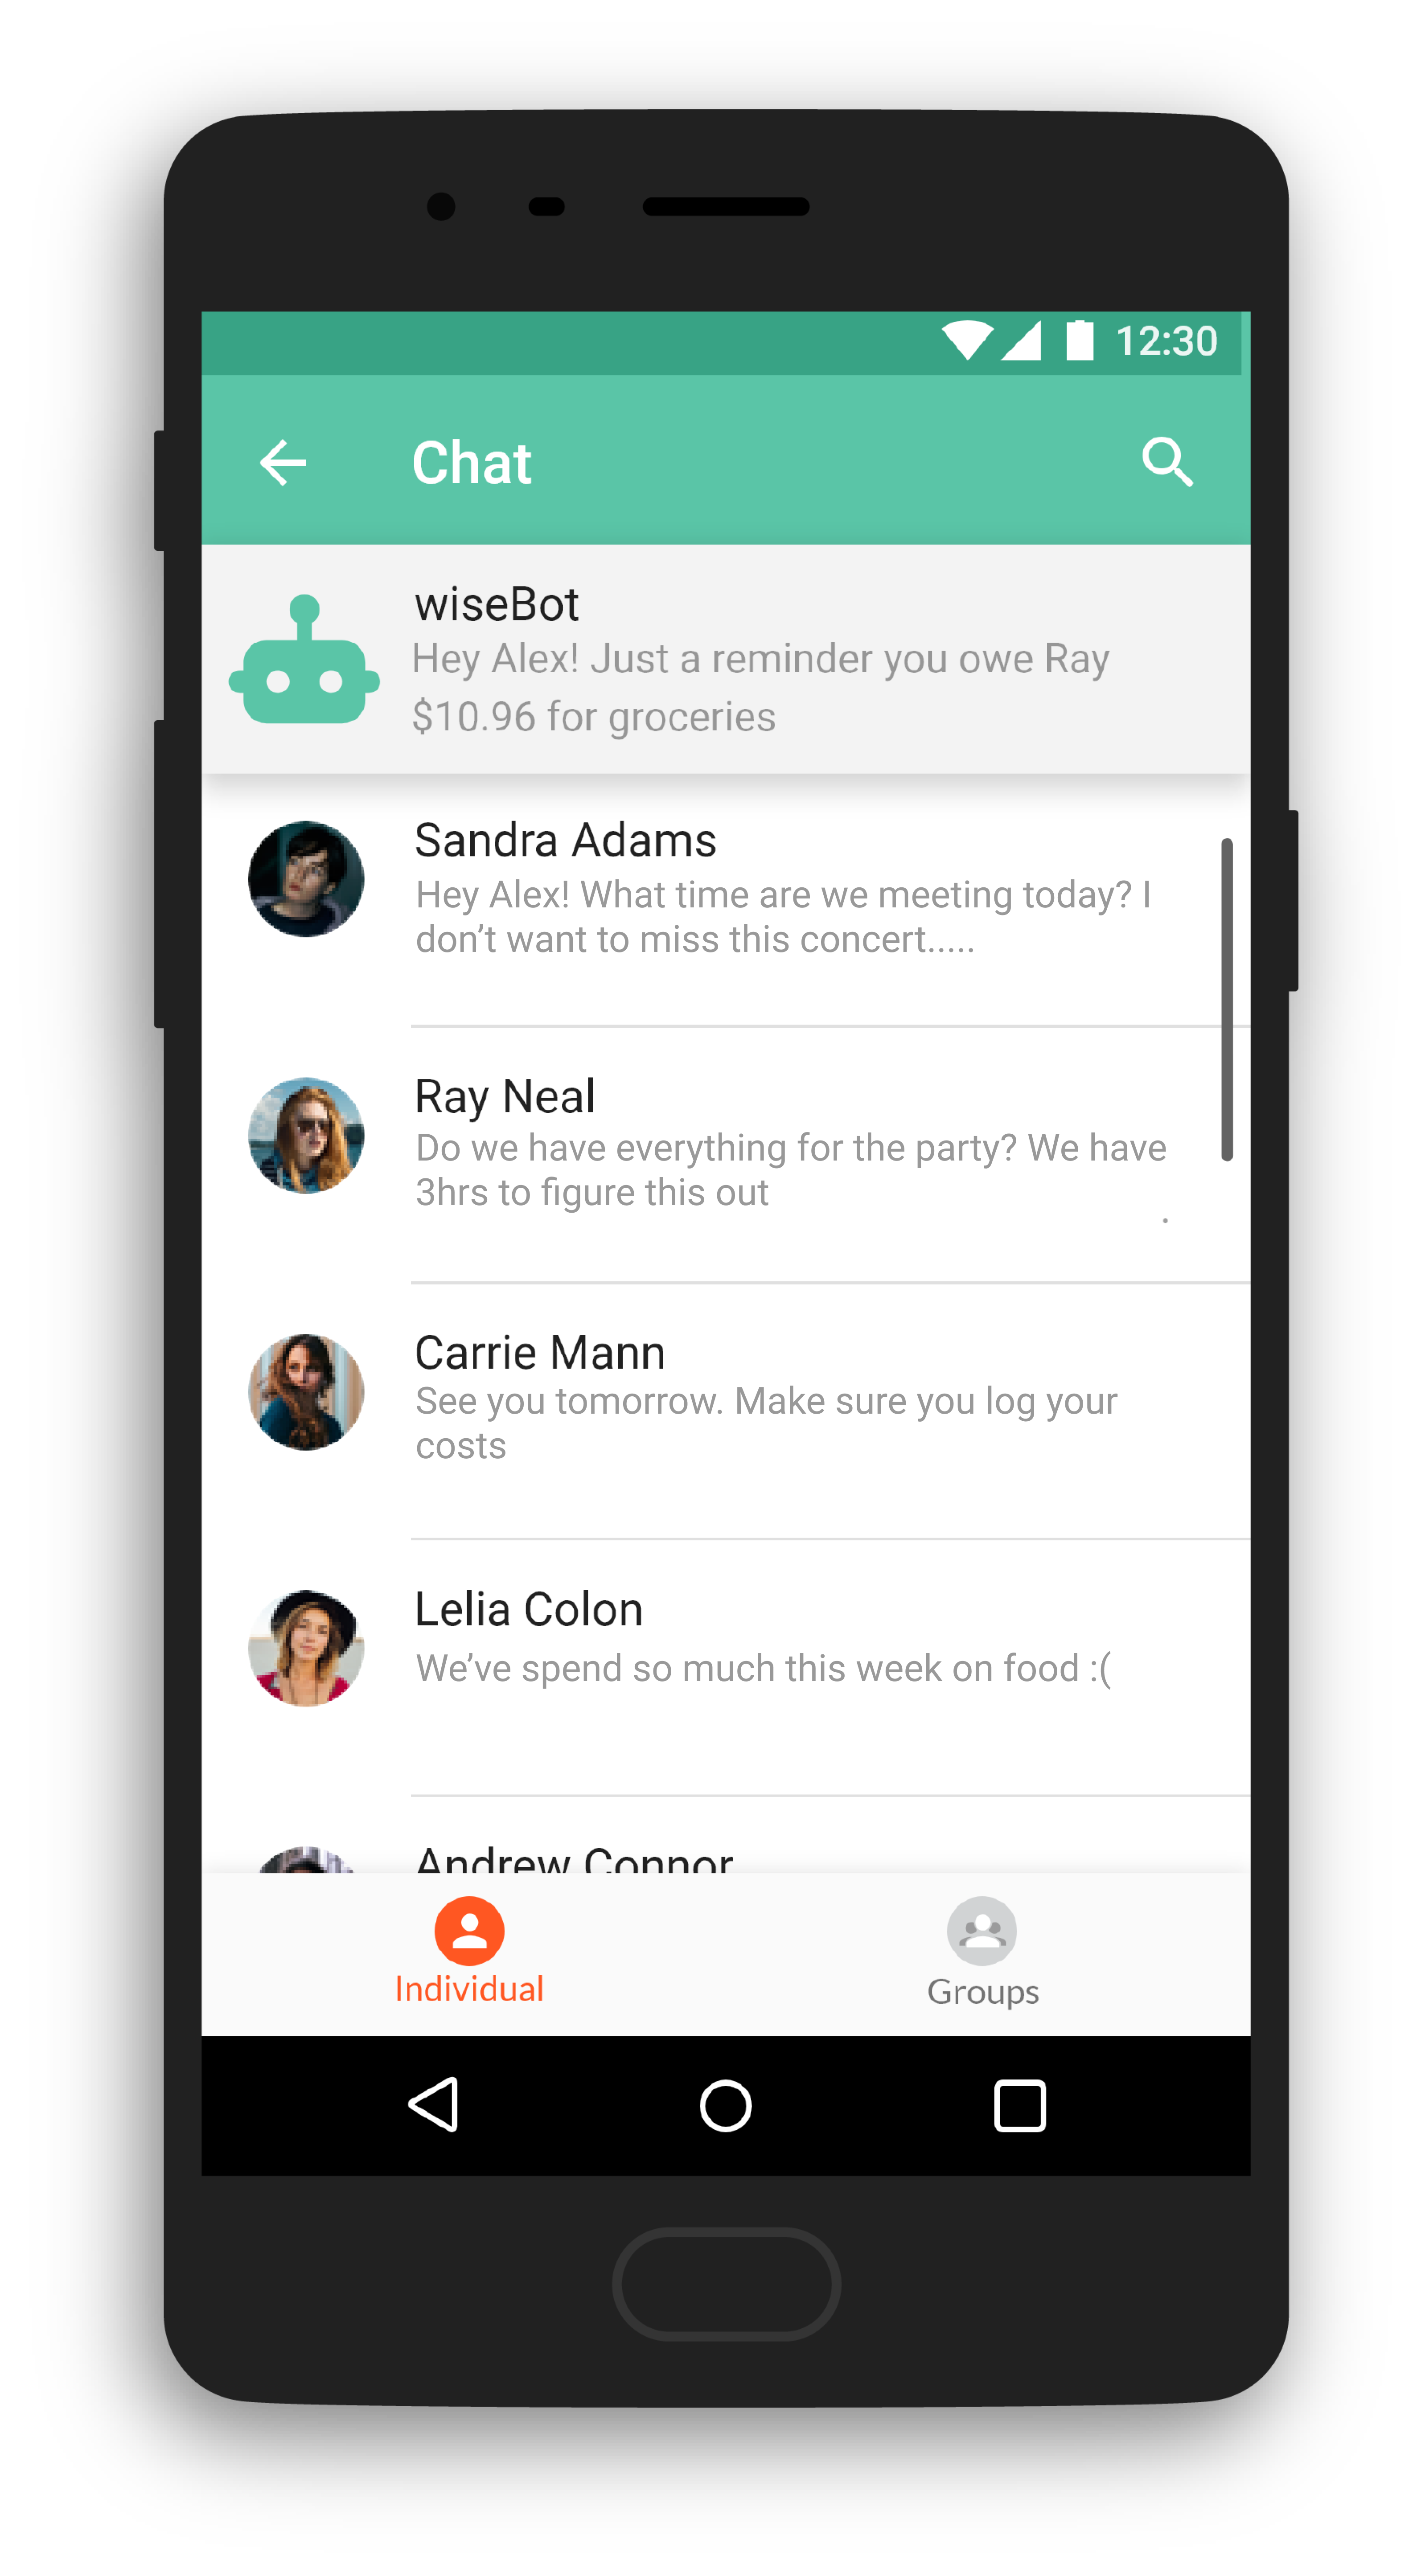 12:30
Chat
wiseBot
Hey Alex! Just a reminder you owe Ray
$10.96 for groceries
Sandra Adams
Hey Alex! What time are we meeting today? I
don’t want to miss this concert.....
Ray Neal
Do we have everything for the party? We have
3hrs to figure this out
.
Carrie Mann
See you tomorrow. Make sure you log your
costs
Lelia Colon
We’ve spend so much this week on food :(
Andrew Connor
Individual
Groups